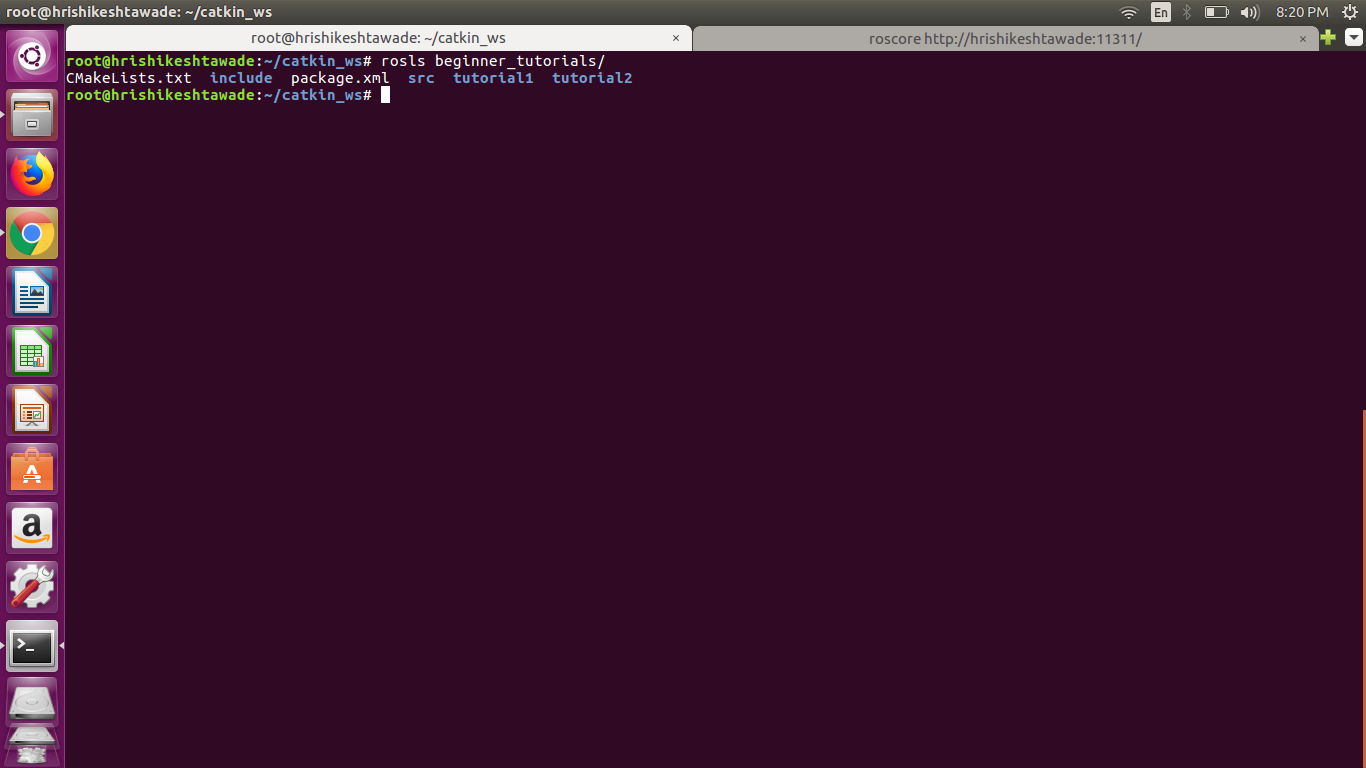 root@hrishikeshtawade: ~/catkin_ws
En
8:20 PM
root@hrishikeshtawade: ~/catkin_ws ×
roscore http://hrishikeshtawade:11311/ ×
root@hrishikeshtawade:~/catkin_ws# rosls beginner_tutorials/
CMakeLists.txt  include  package.xml  src  tutorial1  tutorial2
root@hrishikeshtawade:~/catkin_ws#
A
a
>_